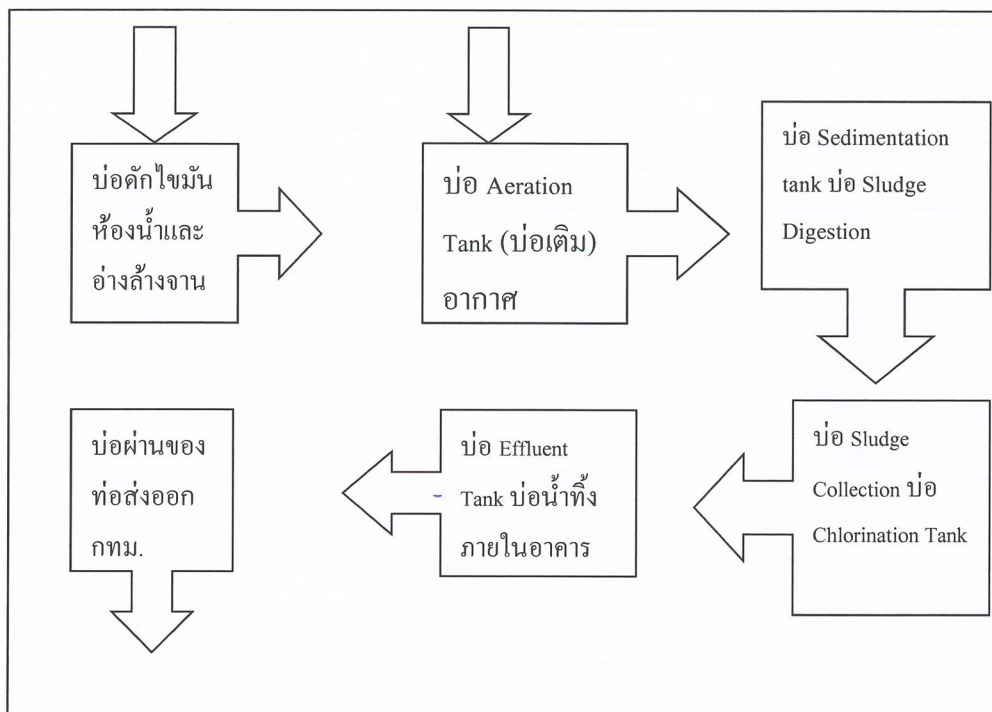 บ่อดักไขมัน
ห้องน้ำและ
อ่างล้างจาน
บ่อ Aeration
Tank (บ่อเติม)
อากาศ
บ่อ Sedimentation
tank บ่อ Sludge
Digestion
บ่อ Sludge
Collection บ่อ
Chlorination Tank
บ่อ Effluent
Tank บ่อน้ำทิ้ง
ภายในอาคาร
บ่อผ่านของ
ท่อส่งออก
กทม.